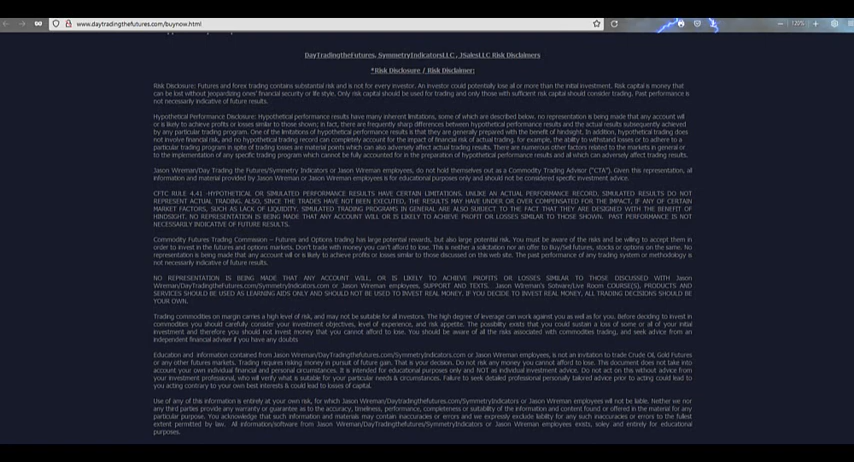 www.daytradingthefutures.com/buynow.html
120%
DayTradingtheFutures, SymmetryIndicatorsLLC, JSalesLLC Risk Disclaimers
*Risk Disclosure / Risk Disclaimer:
Risk Disclosure: Futures and forex trading contains substantial risk and is not for every investor. An investor could potentially lose all or more than the initial investment. Risk capital is money that
can be lost without jeopardizing ones' financial security or life style. Only risk capital should be used for trading and only those with sufficient risk capital should consider trading. Past performance is
not necessarily indicative of future results.
Hypothetical Performance Disclosure: Hypothetical performance results have many inherent limitations, some of which are described below. no representation is being made that any account will
or is likely to achieve profits or losses similar to those shown; in fact, there are frequently sharp differences between hypothetical performance results and the actual results subsequently achieved
by any particular trading program. One of the limitations of hypothetical performance results is that they are generally prepared with the benefit of hindsight. In addition, hypothetical trading does
not involve financial risk, and no hypothetical trading record can completely account for the impact of financial risk of actual trading. for example, the ability to withstand losses or to adhere to a
particular trading program in spite of trading losses are material points which can also adversely affect actual trading results. There are numerous other factors related to the markets in general or
to the implementation of any specific trading program which cannot be fully accounted for in the preparation of hypothetical performance results and all which can adversely affect trading results.
Jason Wireman/Day Trading the Futures/Symmetry Indicators or Jason Wireman employees, do not hold themselves out as a Commodity Trading Advisor ("CTA"). Given this representation, all
information and material provided by Jason Wireman or Jason Wireman employees is for educational purposes only and should not be considered specific investment advice.
CFTC RULE 4.41 -HYPOTHETICAL OR SIMULATED PERFORMANCE RESULTS HAVE CERTAIN LIMITATIONS. UNLIKE AN ACTUAL PERFORMANCE RECORD, SIMULATED RESULTS DO NOT
REPRESENT ACTUAL TRADING. ALSO, SINCE THE TRADES HAVE NOT BEEN EXECUTED, THE RESULTS MAY HAVE UNDER OR OVER COMPENSATED FOR THE IMPACT, IF ANY OF CERTAIN
MARKET FACTORS, SUCH AS LACK OF LIQUIDITY. SIMULATED TRADING PROGRAMS IN GENERAL ARE ALSO SUBJECT TO THE FACT THAT THEY ARE DESIGNED WITH THE BENEFIT OF
HINDSIGHT. NO REPRESENTATION IS BEING MADE THAT ANY ACCOUNT WILL OR IS LIKELY TO ACHIEVE PROFIT OR LOSSES SIMILAR TO THOSE SHOWN. PAST PERFORMANCE IS NOT
NECESSARILY INDICATIVE OF FUTURE RESULTS.
Commodity Futures Trading Commission – Futures and Options trading has large potential rewards, but also large potential risk. You must be aware of the risks and be willing to accept them in
order to invest in the futures and options markets. Don't trade with money you can't afford to lose. This is neither a solicitation nor an offer to Buy/Sell futures, stocks or options on the same. No
representation is being made that any account will or is likely to achieve profits or losses similar to those discussed on this web site. The past performance of any trading system or methodology is
not necessarily indicative of future results.
NO REPRESENTATION IS BEING MADE THAT ANY ACCOUNT WILL, OR IS LIKELY TO ACHIEVE PROFITS OR LOSSES SIMILAR TO THOSE DISCUSSED WITH Jason
Wireman/DayTradingthefutures.com/SymmetryIndicators.com or Jason Wireman employees, SUPPORT AND TEXTS. Jason Wireman's Sotware/Live Room COURSE(S), PRODUCTS AND
SERVICES SHOULD BE USED AS LEARNING AIDS ONLY AND SHOULD NOT BE USED TO INVEST REAL MONEY. IF YOU DECIDE TO INVEST REAL MONEY, ALL TRADING DECISIONS SHOULD BE
YOUR OWN.
Trading commodities on margin carries a high level of risk, and may not be suitable for all investors. The high degree of leverage can work against you as well as for you. Before deciding to invest in
commodities you should carefully consider your investment objectives, level of experience, and risk appetite. The possibility exists that you could sustain a loss of some or all of your initial
investment and therefore you should not invest money that you cannot afford to lose. You should be aware of all the risks associated with commodities trading, and seek advice from an
independent financial adviser if you have any doubts
Education and information contained from Jason Wireman/DayTradingthefutures.com/SymmetryIndicators.com or Jason Wireman employees, is not an invitation to trade Crude Oil, Gold Futures
or any other futures markets. Trading requires risking money in pursuit of future gain. That is your decision. Do not risk any money you cannot afford to lose. This document does not take into
account your own individual financial and personal circumstances. It is intended for educational purposes only and NOT as individual investment advice. Do not act on this without advice from
your investment professional, who will verify what is suitable for your particular needs & circumstances. Failure to seek detailed professional personally tailored advice prior to acting could lead to
you acting contrary to your own best interests & could lead to losses of capital.
Use of any of this information is entirely at your own risk, for which Jason Wireman/Daytradingthefutures.com/SymmetryIndicators or Jason Wireman employees will not be liable. Neither we nor
any third parties provide any warranty or guarantee as to the accuracy, timeliness, performance, completeness or suitability of the information and content found or offered in the material for any
particular purpose. You acknowledge that such information and materials may contain inaccuracies or errors and we expressly exclude liability for any such inaccuracies or errors to the fullest
extent permitted by law. All information/software from Jason Wireman/Daytradingthefutures.com/SymmetryIndicators or Jason Wireman employees exists, soley and entirely for educational
purposes.